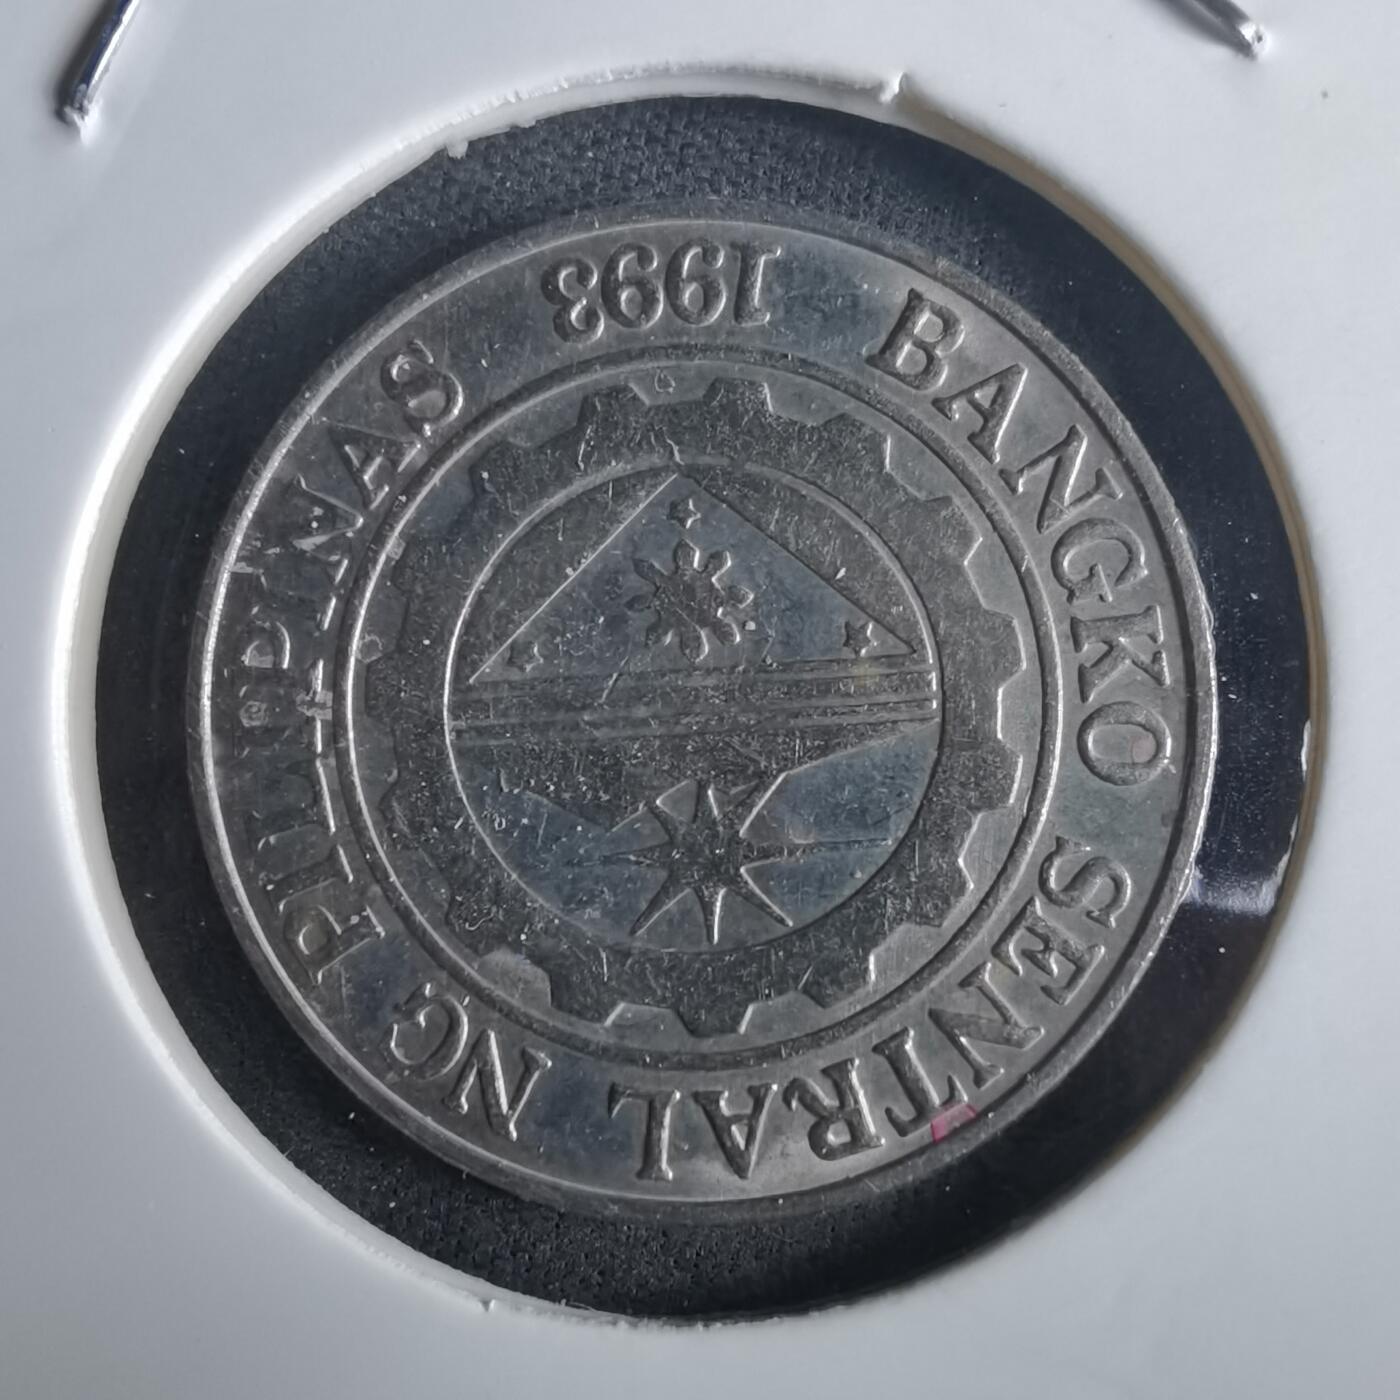 BANGKO SENTRAL NG PILIPINAS
1993